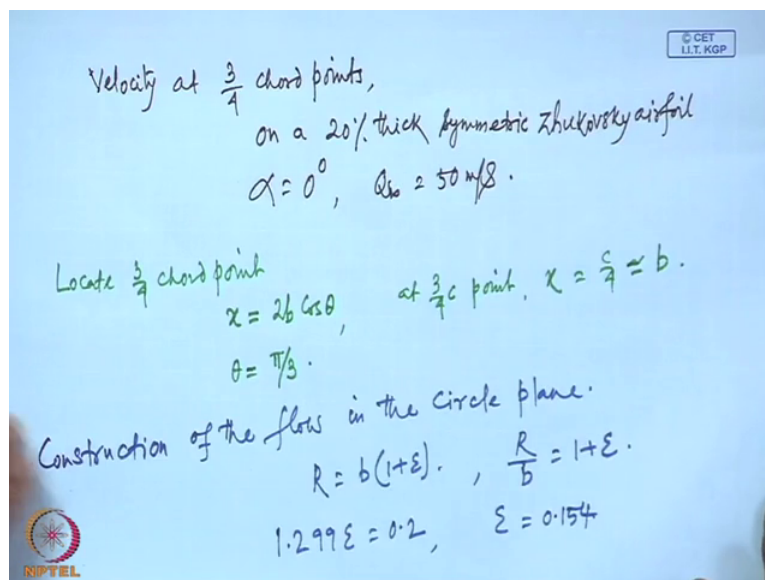 © CET
I.I.T. KGP
Velocity at 3/4 chord points,
on a 20% thick symmetric Zhukovsky airfoil
α = 0°, Q∞ = 50 m/s.
Locate 3/4 chord point
x = 2b cosθ, at 3/4 c point, x = c/4 ≃ b.
θ = π/3.
Construction of the flow in the circle plane.
R = b(1+ε). , R/b = 1+ε.
1.299ε = 0.2, ε = 0.154
NPTEL